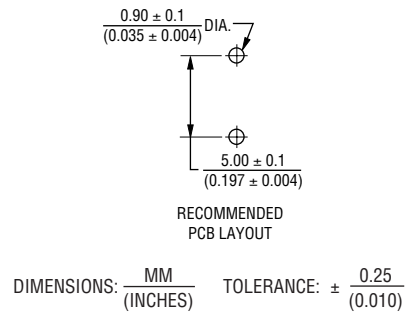 0.90 ± 0.1
(0.035 ± 0.004) DIA.
5.00 ± 0.1
(0.197 ± 0.004)
RECOMMENDED
PCB LAYOUT
DIMENSIONS: MM
(INCHES)
TOLERANCE: ± 0.25
(0.010)